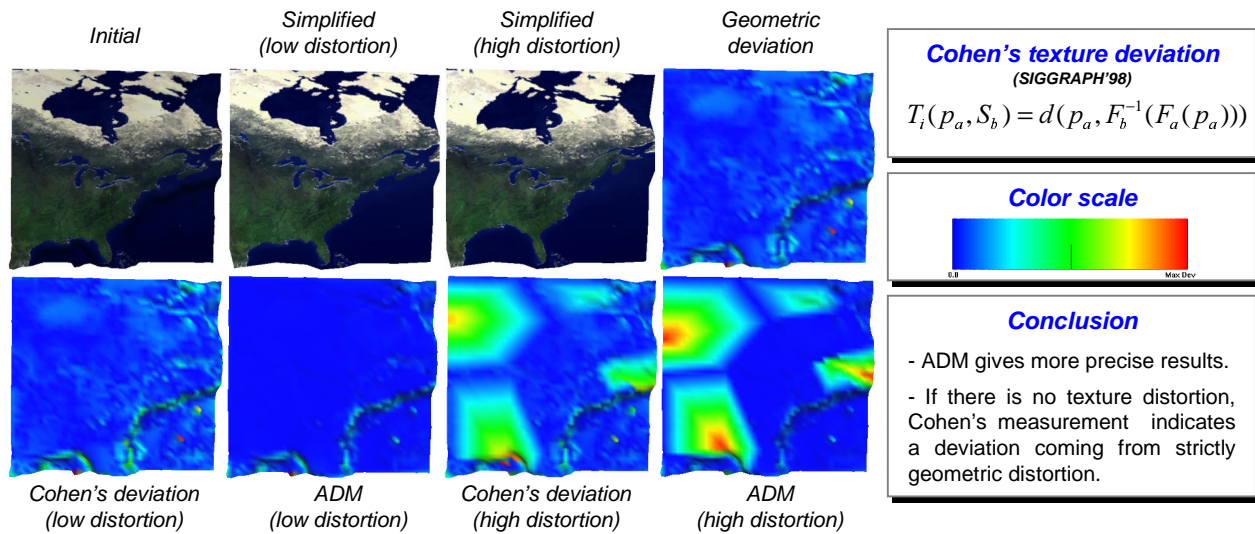 Initial
Simplified
(low distortion)
Simplified
(high distortion)
Geometric
deviation
Cohen's deviation
(low distortion)
ADM
(low distortion)
Cohen's deviation
(high distortion)
ADM
(high distortion)
Cohen's texture deviation
(SIGGRAPH'98)
T_i(p_a, S_b) = d(p_a, F_b^{-1}(F_a(p_a)))
Color scale
0.0 Max Dev
Conclusion
- ADM gives more precise results.
- If there is no texture distortion,
Cohen's measurement indicates
a deviation coming from strictly
geometric distortion.